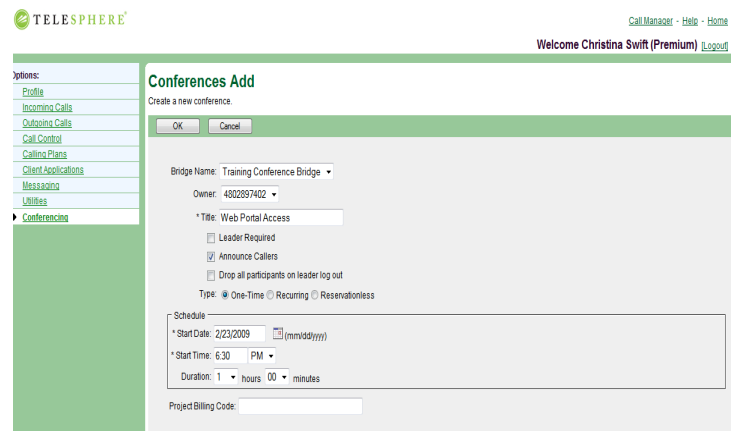 TELESPHERE
Call Manager - Help - Home
Welcome Christina Swift (Premium) [Logout]
Options:
Profile
Incoming Calls
Outgoing Calls
Call Control
Calling Plans
Client Applications
Messaging
Utilities
Conferencing
Conferences Add
Create a new conference.
OK Cancel
Bridge Name: Training Conference Bridge
Owner: 4802897402
* Title: Web Portal Access
Leader Required
Announce Callers
Drop all participants on leader log out
Type: One-Time Recurring Reservationless
Schedule
* Start Date: 2/23/2009 (mm/dd/yyyy)
* Start Time: 6:30 PM
Duration: 1 hours 00 minutes
Project Billing Code: